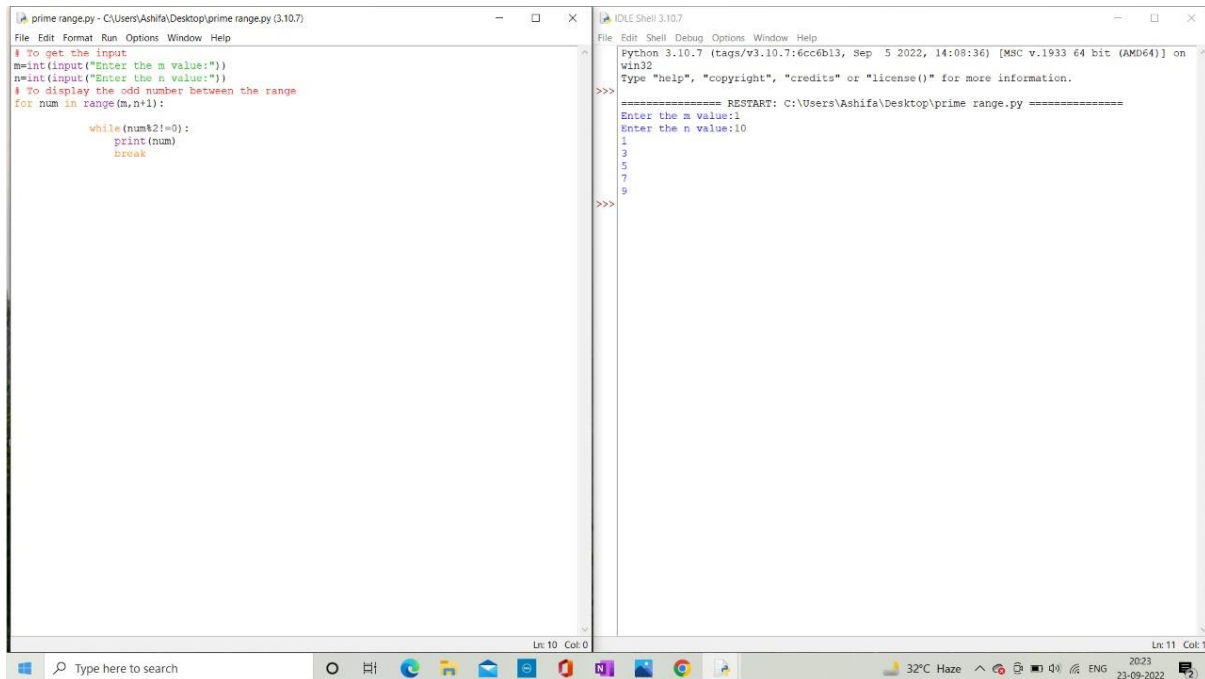 prime range.py - C:\Users\Ashifa\Desktop\prime range.py (3.10.7)
File Edit Format Run Options Window Help
# To get the input
m=int(input("Enter the m value:"))
n=int(input("Enter the n value:"))
# To display the odd number between the range
for num in range(m,n+1):
while(num%2!=0):
print(num)
break
Ln: 10 Col: 0
IDLE Shell 3.10.7
File Edit Shell Debug Options Window Help
Python 3.10.7 (tags/v3.10.7:6cc6b13, Sep 5 2022, 14:08:36) [MSC v.1933 64 bit (AMD64)] on
win32
Type "help", "copyright", "credits" or "license()" for more information.
>>>
=============== RESTART: C:\Users\Ashifa\Desktop\prime range.py ==============
Enter the m value:1
Enter the n value:10
1
3
5
7
9
>>>
Ln: 11 Col: 1
Type here to search
32°C Haze
ENG
20:23
23-09-2022
2